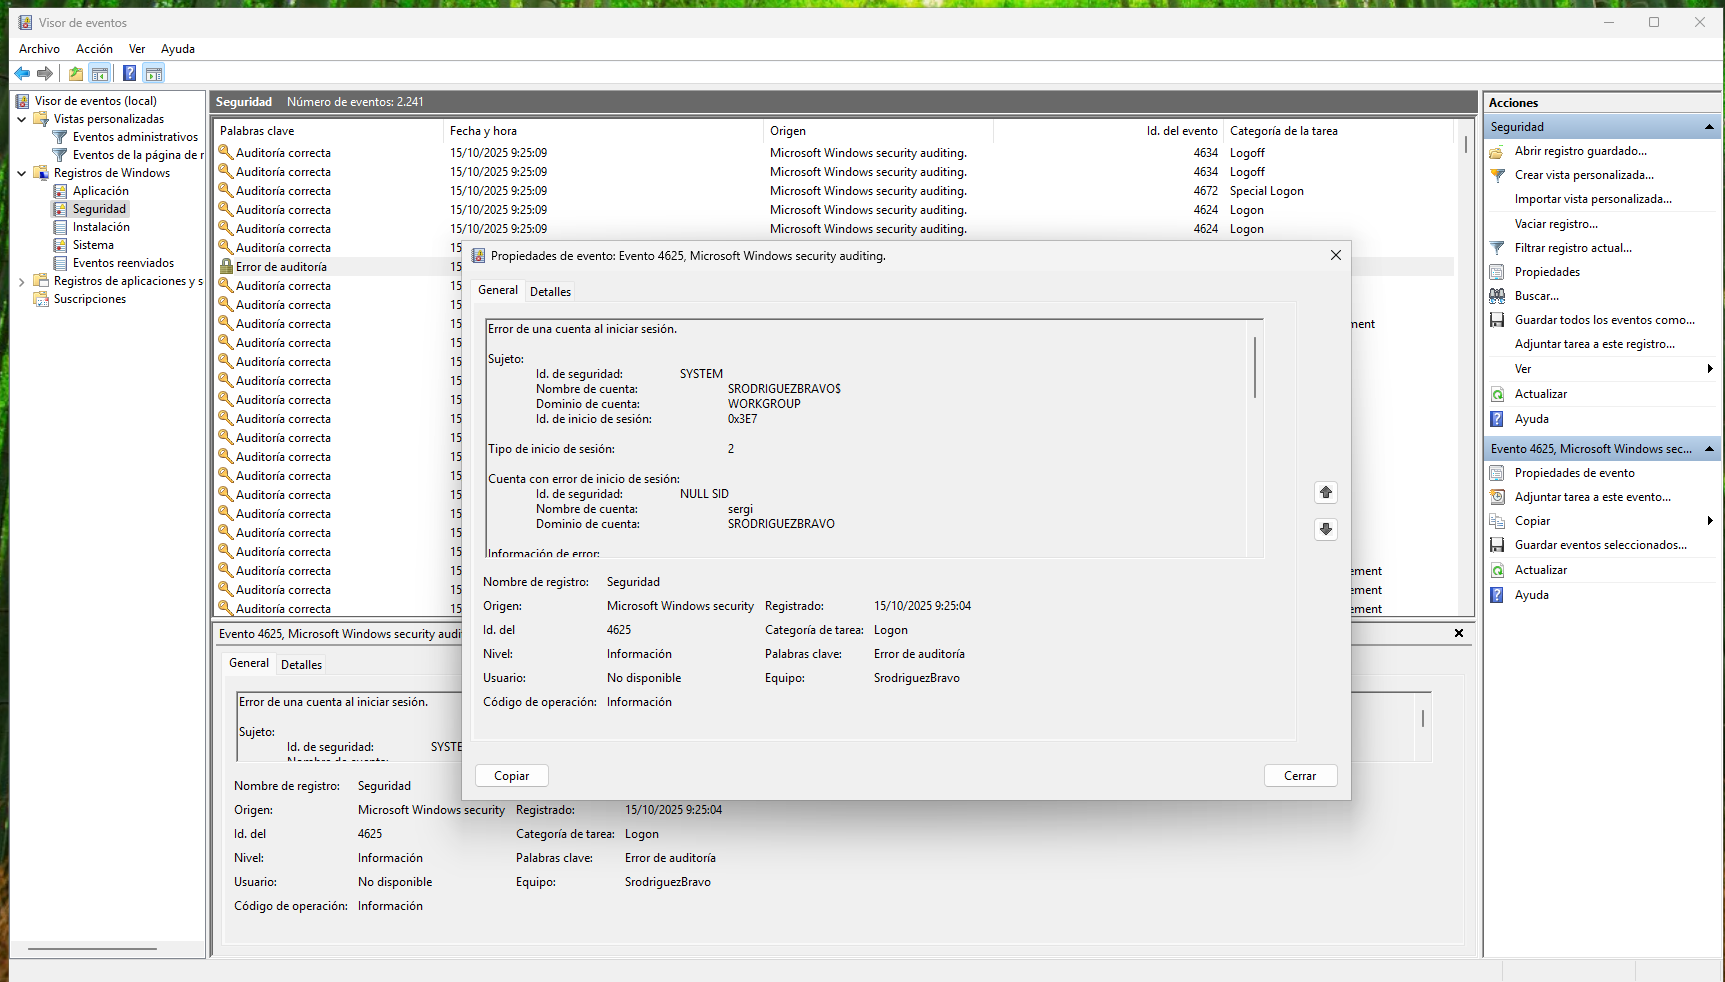 Visor de eventos
Archivo Acción Ver Ayuda
Visor de eventos (local)
Vistas personalizadas
Eventos administrativos
Eventos de la página de r
Registros de Windows
Aplicación
Seguridad
Instalación
Sistema
Eventos reenviados
Registros de aplicaciones y s
Suscripciones
Seguridad Número de eventos: 2.241
Palabras clave Fecha y hora Origen Id. del evento Categoría de la tarea
Auditoría correcta 15/10/2025 9:25:09 Microsoft Windows security auditing. 4634 Logoff
Auditoría correcta 15/10/2025 9:25:09 Microsoft Windows security auditing. 4634 Logoff
Auditoría correcta 15/10/2025 9:25:09 Microsoft Windows security auditing. 4672 Special Logon
Auditoría correcta 15/10/2025 9:25:09 Microsoft Windows security auditing. 4624 Logon
Auditoría correcta 15/10/2025 9:25:09 Microsoft Windows security auditing. 4624 Logon
Auditoría correcta 15
Error de auditoría 15
Auditoría correcta 15
Auditoría correcta 15
Auditoría correcta 15 ment
Auditoría correcta 15
Auditoría correcta 15
Auditoría correcta 15
Auditoría correcta 15
Auditoría correcta 15
Auditoría correcta 15
Auditoría correcta 15
Auditoría correcta 15
Auditoría correcta 15
Auditoría correcta 15
Auditoría correcta 15
Auditoría correcta 15
Auditoría correcta 15 ement
Auditoría correcta 15 ement
Auditoría correcta 15 ement
Propiedades de evento: Evento 4625, Microsoft Windows security auditing.
General Detalles
Error de una cuenta al iniciar sesión.
Sujeto:
Id. de seguridad: SYSTEM
Nombre de cuenta: SRODRIGUEZBRAVO$
Dominio de cuenta: WORKGROUP
Id. de inicio de sesión: 0x3E7
Tipo de inicio de sesión: 2
Cuenta con error de inicio de sesión:
Id. de seguridad: NULL SID
Nombre de cuenta: sergi
Dominio de cuenta: SRODRIGUEZBRAVO
Información de error:
Nombre de registro: Seguridad
Origen: Microsoft Windows security Registrado: 15/10/2025 9:25:04
Id. del 4625 Categoría de tarea: Logon
Nivel: Información Palabras clave: Error de auditoría
Usuario: No disponible Equipo: SrodriguezBravo
Código de operación: Información
Copiar Cerrar
Evento 4625, Microsoft Windows security audi
General Detalles
Error de una cuenta al iniciar sesión.
Sujeto:
Id. de seguridad: SYSTE
Nombre de cuenta:
Nombre de registro: Seguridad
Origen: Microsoft Windows security Registrado: 15/10/2025 9:25:04
Id. del 4625 Categoría de tarea: Logon
Nivel: Información Palabras clave: Error de auditoría
Usuario: No disponible Equipo: SrodriguezBravo
Código de operación: Información
Acciones
Seguridad
Abrir registro guardado...
Crear vista personalizada...
Importar vista personalizada...
Vaciar registro...
Filtrar registro actual...
Propiedades
Buscar...
Guardar todos los eventos como...
Adjuntar tarea a este registro...
Ver
Actualizar
Ayuda
Evento 4625, Microsoft Windows sec...
Propiedades de evento
Adjuntar tarea a este evento...
Copiar
Guardar eventos seleccionados...
Actualizar
Ayuda